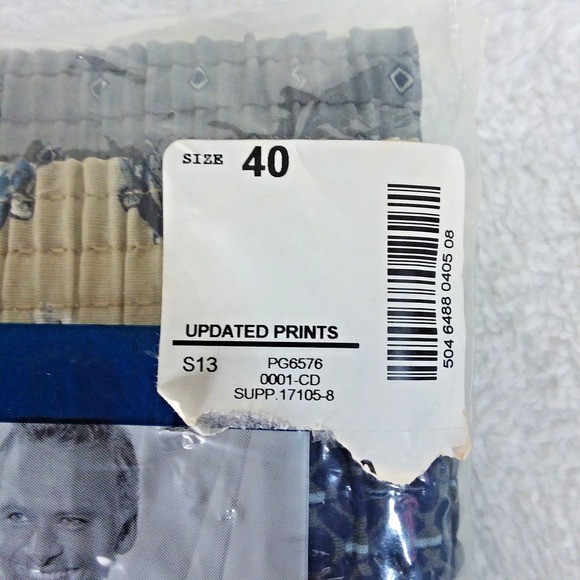 SIZE 40
UPDATED PRINTS
S13 PG6576
0001-CD
SUPP.17105-8
504 6488 0405 08